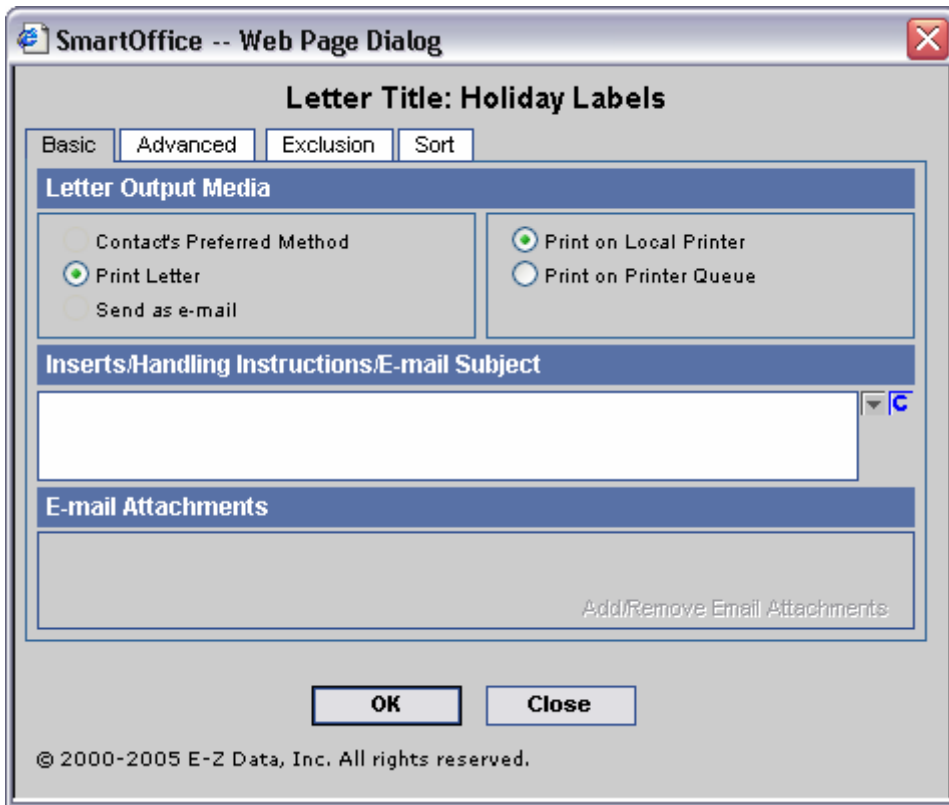 SmartOffice -- Web Page Dialog
Letter Title: Holiday Labels
Basic Advanced Exclusion Sort
Letter Output Media
Contact's Preferred Method
Print Letter
Send as e-mail
Print on Local Printer
Print on Printer Queue
Inserts/Handling Instructions/E-mail Subject
C
E-mail Attachments
Add/Remove Email Attachments
OK Close
© 2000-2005 E-Z Data, Inc. All rights reserved.